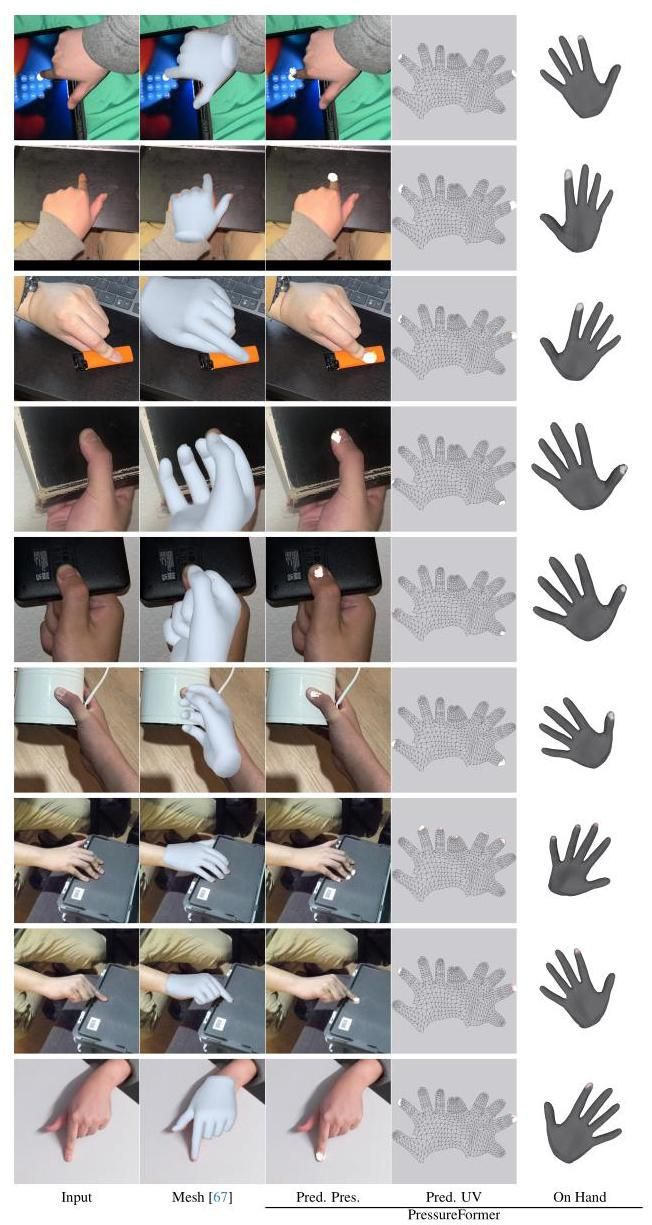 Input Mesh [67] Pred. Pres. Pred. UV On Hand
PressureFormer